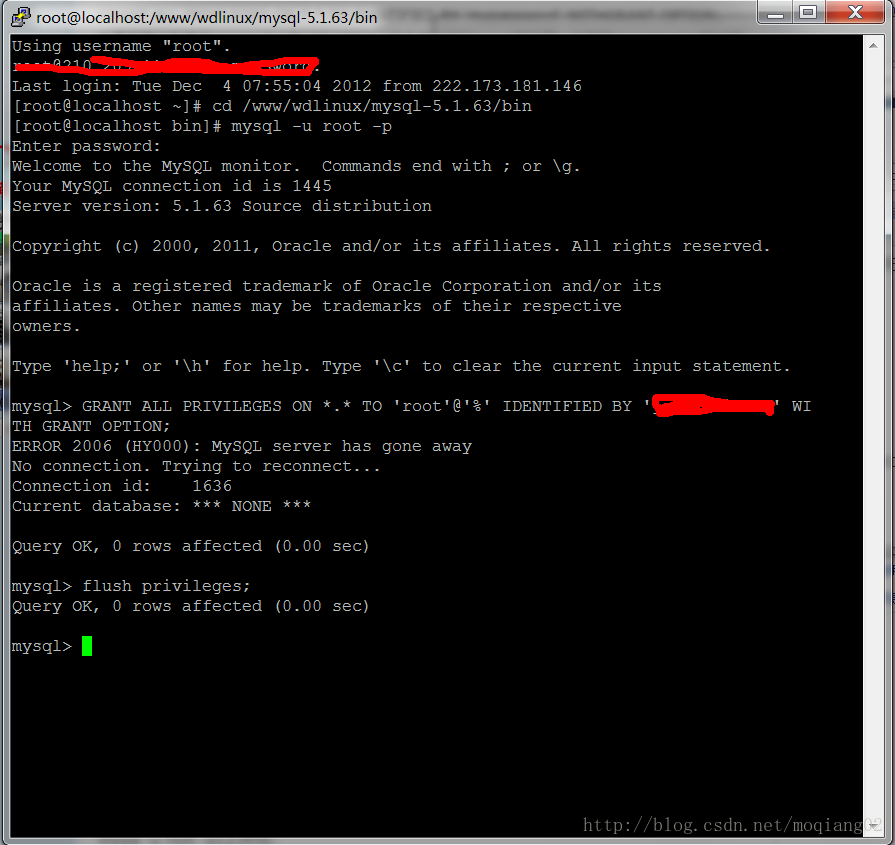 root@localhost:/www/wdlinux/mysql-5.1.63/bin
Using username "root".
Last login: Tue Dec  4 07:55:04 2012 from 222.173.181.146
[root@localhost ~]# cd /www/wdlinux/mysql-5.1.63/bin
[root@localhost bin]# mysql -u root -p
Enter password:
Welcome to the MySQL monitor.  Commands end with ; or \g.
Your MySQL connection id is 1445
Server version: 5.1.63 Source distribution
Copyright (c) 2000, 2011, Oracle and/or its affiliates. All rights reserved.
Oracle is a registered trademark of Oracle Corporation and/or its
affiliates. Other names may be trademarks of their respective
owners.
Type 'help;' or '\h' for help. Type '\c' to clear the current input statement.
mysql> GRANT ALL PRIVILEGES ON *.* TO 'root'@'%' IDENTIFIED BY '' WI
TH GRANT OPTION;
ERROR 2006 (HY000): MySQL server has gone away
No connection. Trying to reconnect...
Connection id:    1636
Current database: *** NONE ***
Query OK, 0 rows affected (0.00 sec)
mysql> flush privileges;
Query OK, 0 rows affected (0.00 sec)
mysql>
http://blog.csdn.net/moqiang02